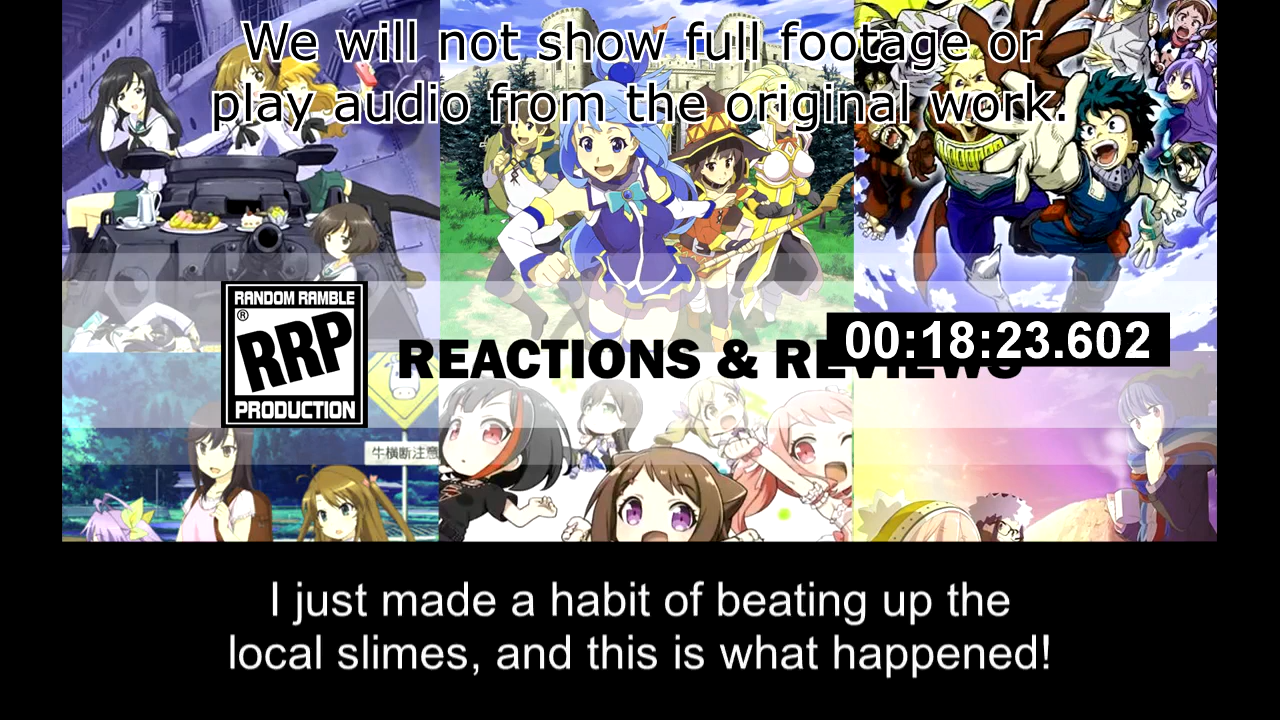 We will not show full footage or
play audio from the original work.
RANDOM RAMBLE
®
RRP
PRODUCTION
REACTIONS & REVIEWS
00:18:23.602
牛横断注意
I just made a habit of beating up the
local slimes, and this is what happened!